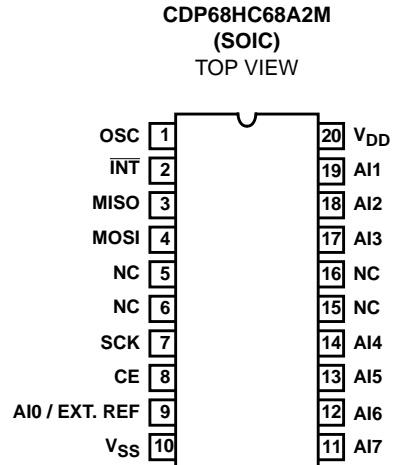 CDP68HC68A2M
(SOIC)
TOP VIEW
OSC 1 20 VDD
INT 2 19 AI1
MISO 3 18 AI2
MOSI 4 17 AI3
NC 5 16 NC
NC 6 15 NC
SCK 7 14 AI4
CE 8 13 AI5
AI0 / EXT. REF 9 12 AI6
VSS 10 11 AI7